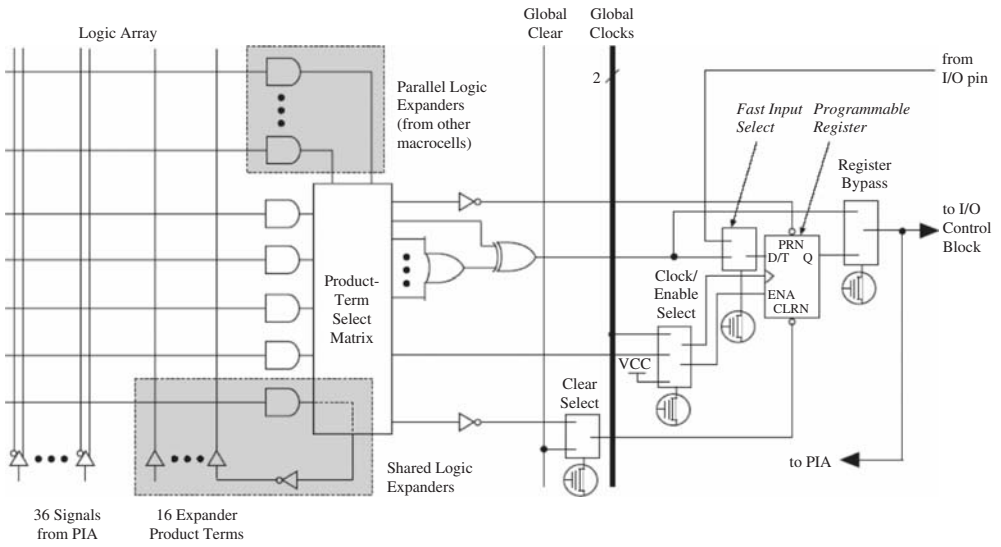 Logic Array
Global
Clear
Global
Clocks
Parallel Logic
Expanders
(from other
macrocells)
2
from
I/O pin
Fast Input
Select
Programmable
Register
Register
Bypass
to I/O
Control
Block
PRN
D/T Q
ENA
CLRN
Product-
Term
Select
Matrix
Clock/
Enable
Select
VCC
Clear
Select
to PIA
Shared Logic
Expanders
36 Signals
from PIA
16 Expander
Product Terms